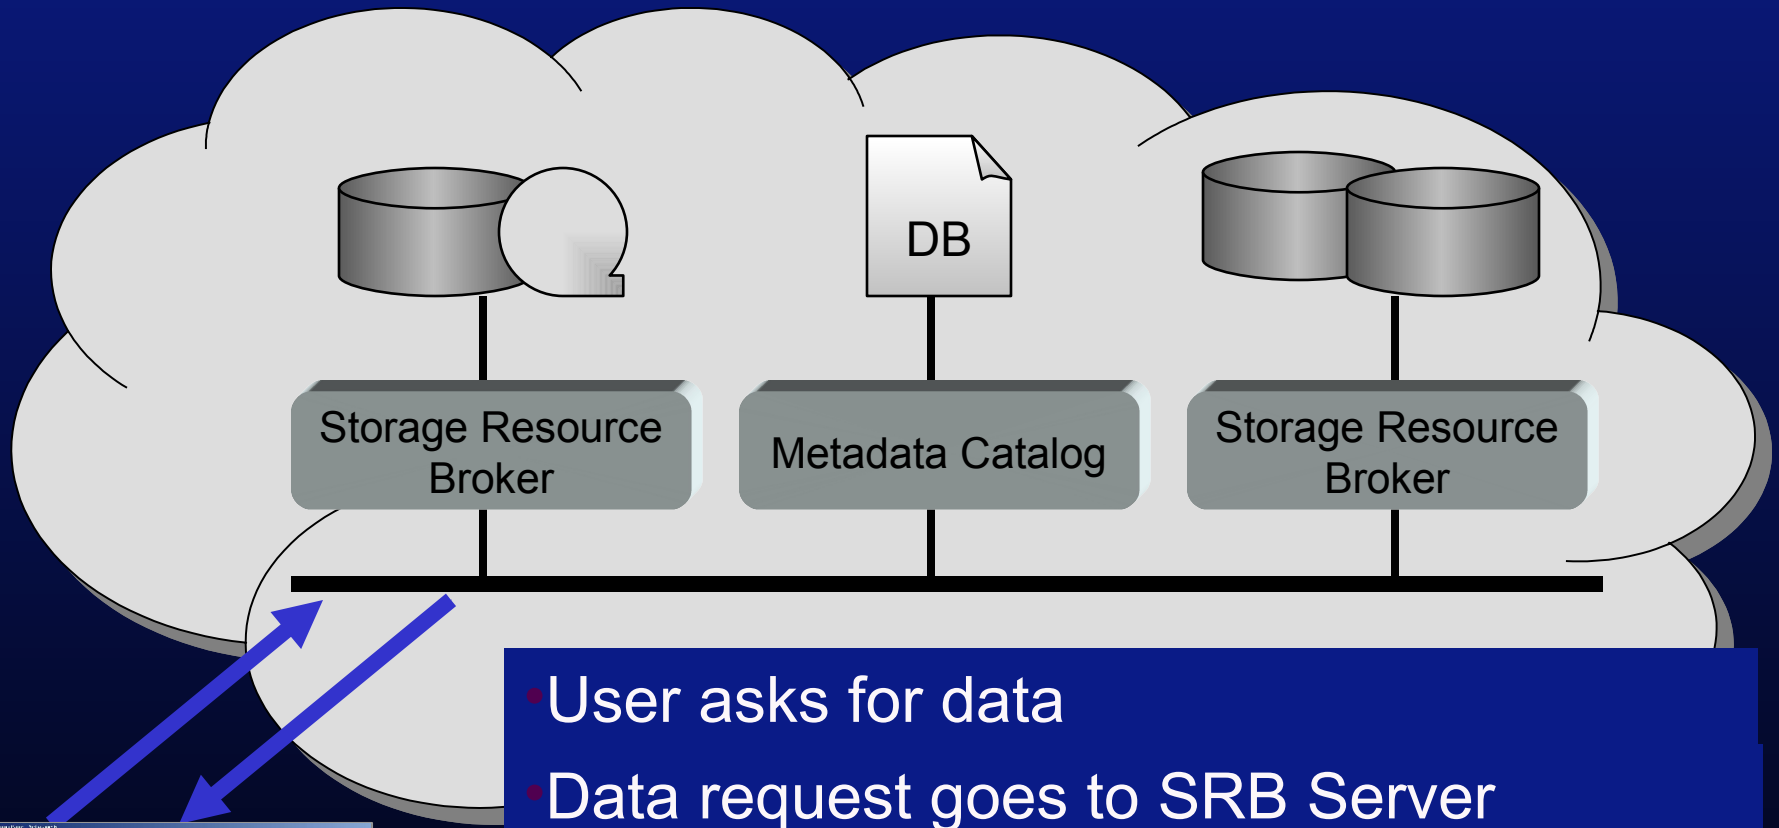 DB
Storage Resource
Broker
Metadata Catalog
Storage Resource
Broker
•User asks for data
•Data request goes to SRB Server